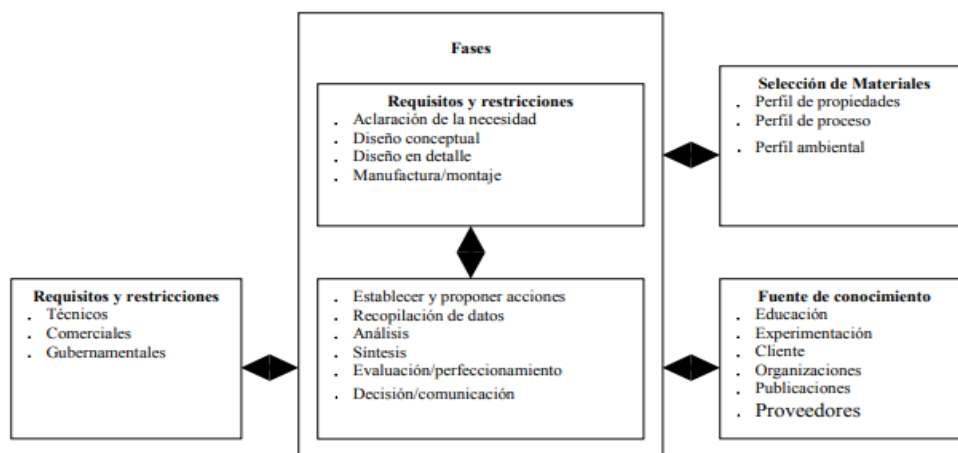 Fases
Requisitos y restricciones
. Aclaración de la necesidad
. Diseño conceptual
. Diseño en detalle
. Manufactura/montaje
Selección de Materiales
. Perfil de propiedades
. Perfil de proceso
. Perfil ambiental
Requisitos y restricciones
. Técnicos
. Comerciales
. Gubernamentales
. Establecer y proponer acciones
. Recopilación de datos
. Análisis
. Síntesis
. Evaluación/perfeccionamiento
. Decisión/comunicación
Fuente de conocimiento
. Educación
. Experimentación
. Cliente
. Organizaciones
. Publicaciones
. Proveedores